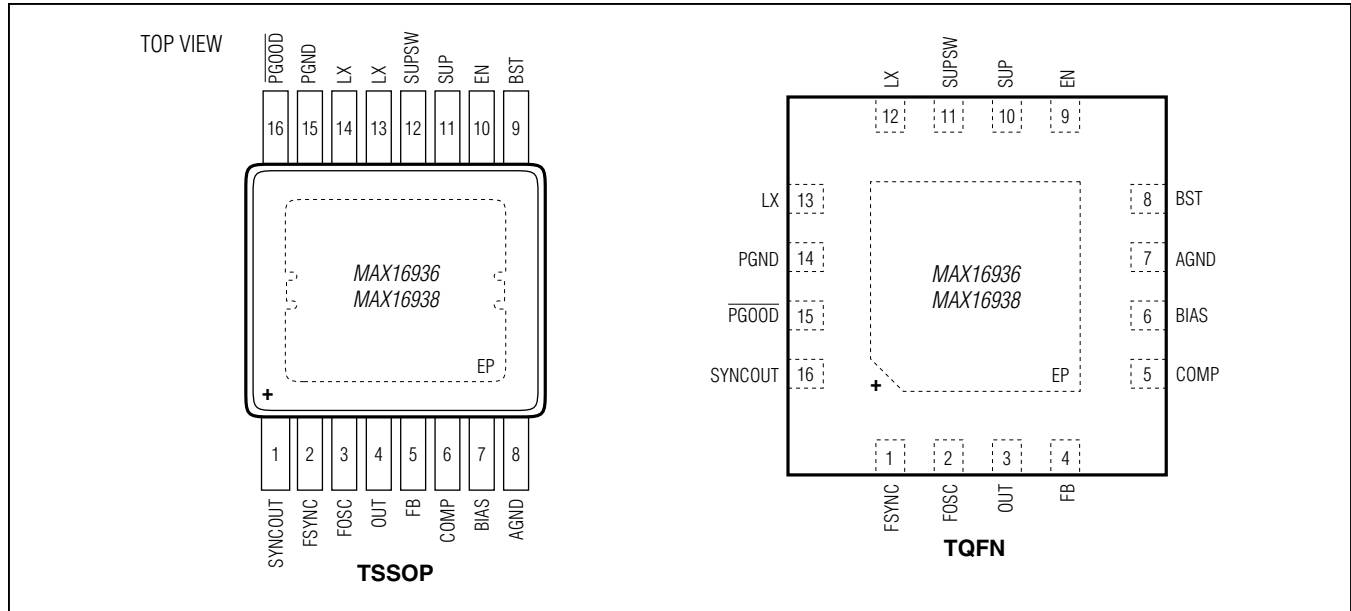 TOP VIEW
PGOOD PGND LX LX SUPSW SUP EN BST
16 15 14 13 12 11 10 9
MAX16936
MAX16938
EP
+
1 2 3 4 5 6 7 8
SYNCOUT FSYNC FOSC OUT FB COMP BIAS AGND
TSSOP
LX SUPSW SUP EN
12 11 10 9
LX 13
8 BST
PGND 14
7 AGND
MAX16936
MAX16938
PGOOD 15
6 BIAS
SYNCOUT 16
5 COMP
EP
+
1 2 3 4
FSYNC FOSC OUT FB
TQFN